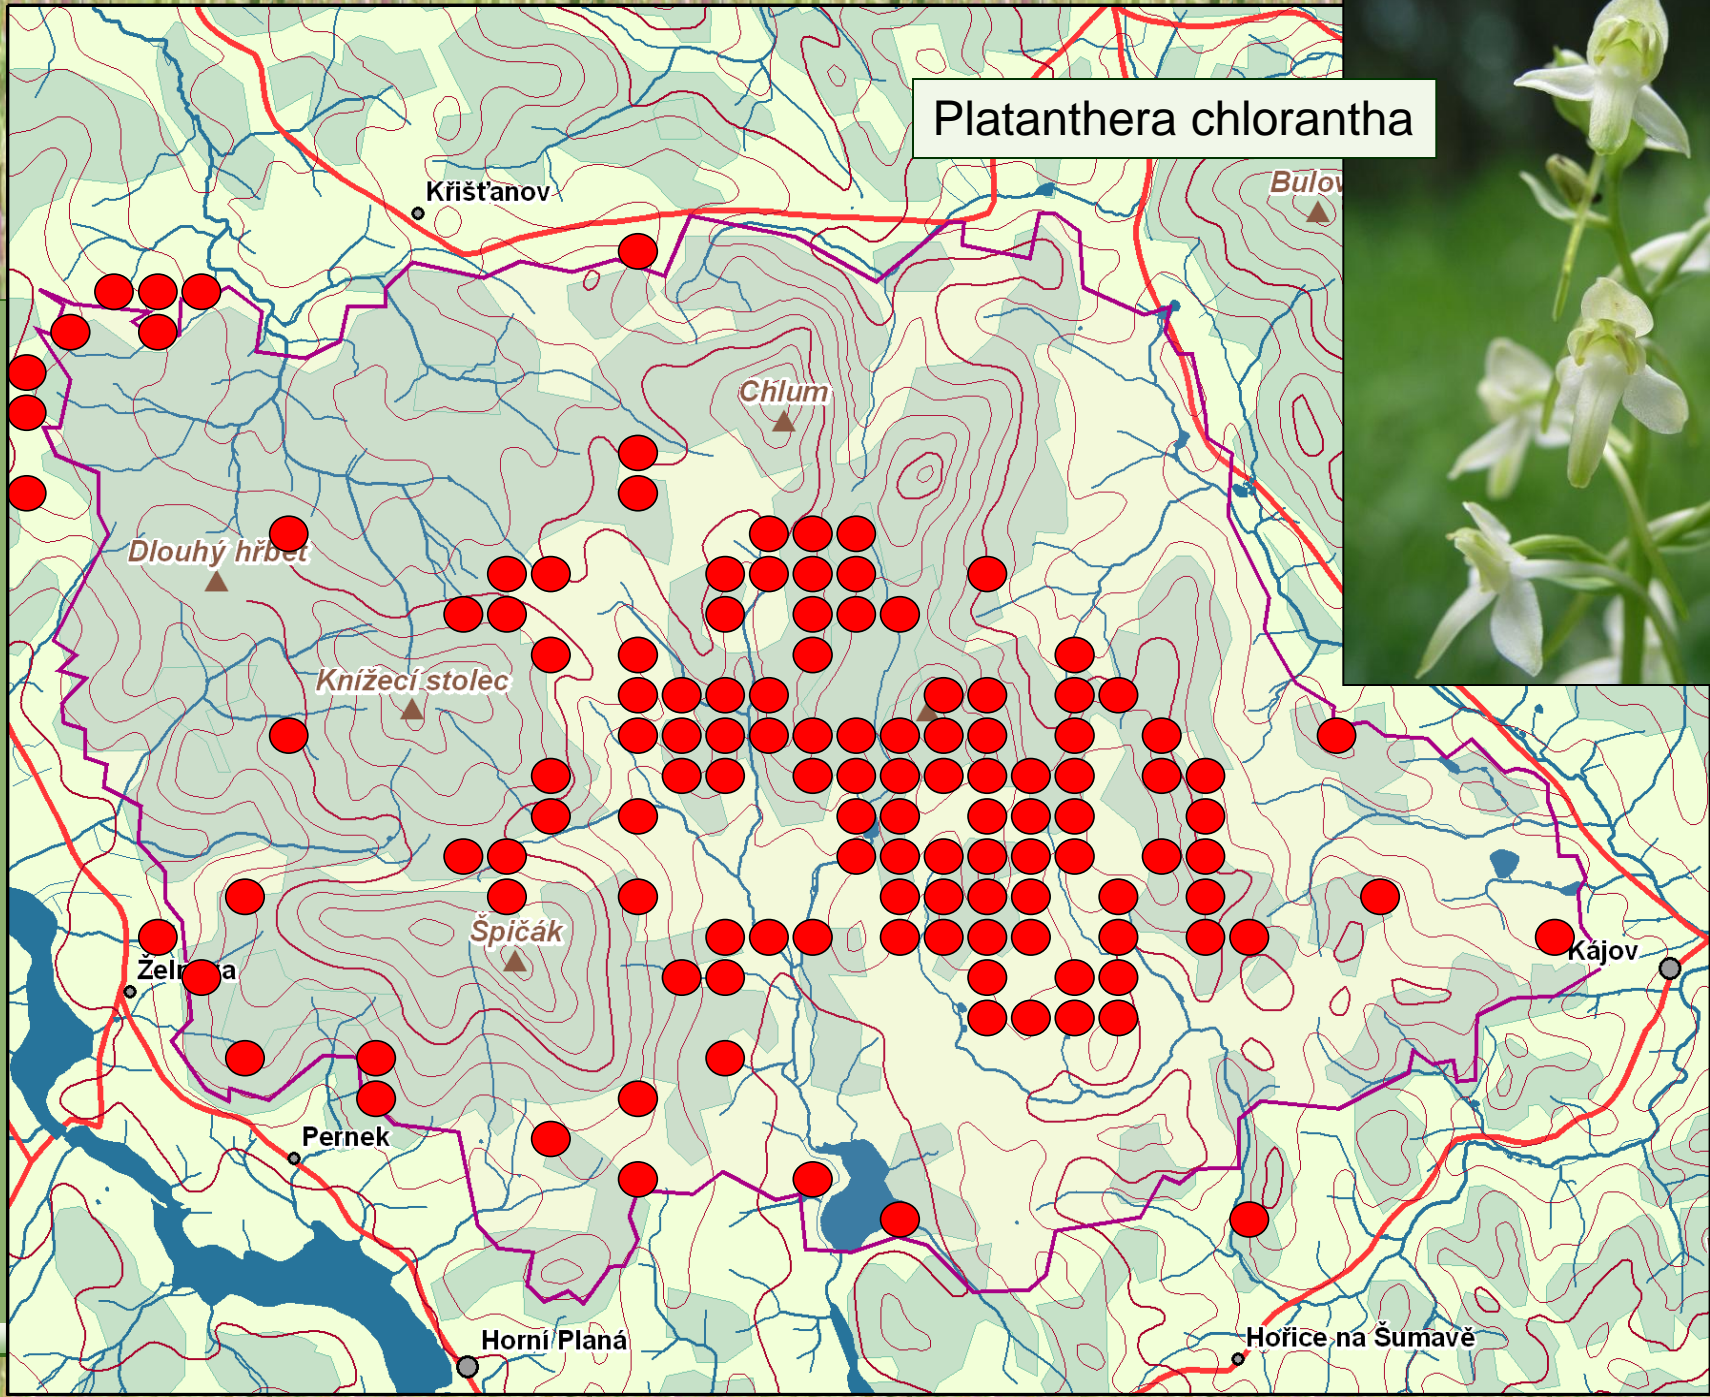 Platanthera chlorantha
Křišťanov
Chlum
Dlouhý hřbet
Knížecí stolec
Špičák
Kájov
Pernek
Horní Planá
Hořice na Šumavě